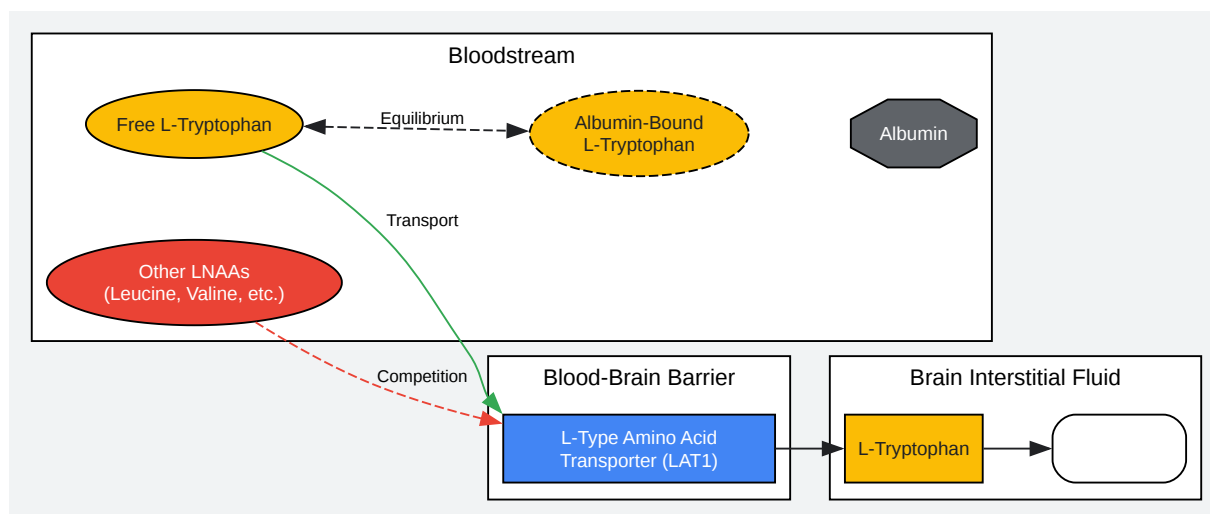 Bloodstream
Free L-Tryptophan
Equilibrium
Albumin-Bound
L-Tryptophan
Albumin
Transport
Other LNAAs
(Leucine, Valine, etc.)
Competition
Blood-Brain Barrier
L-Type Amino Acid
Transporter (LAT1)
Brain Interstitial Fluid
L-Tryptophan